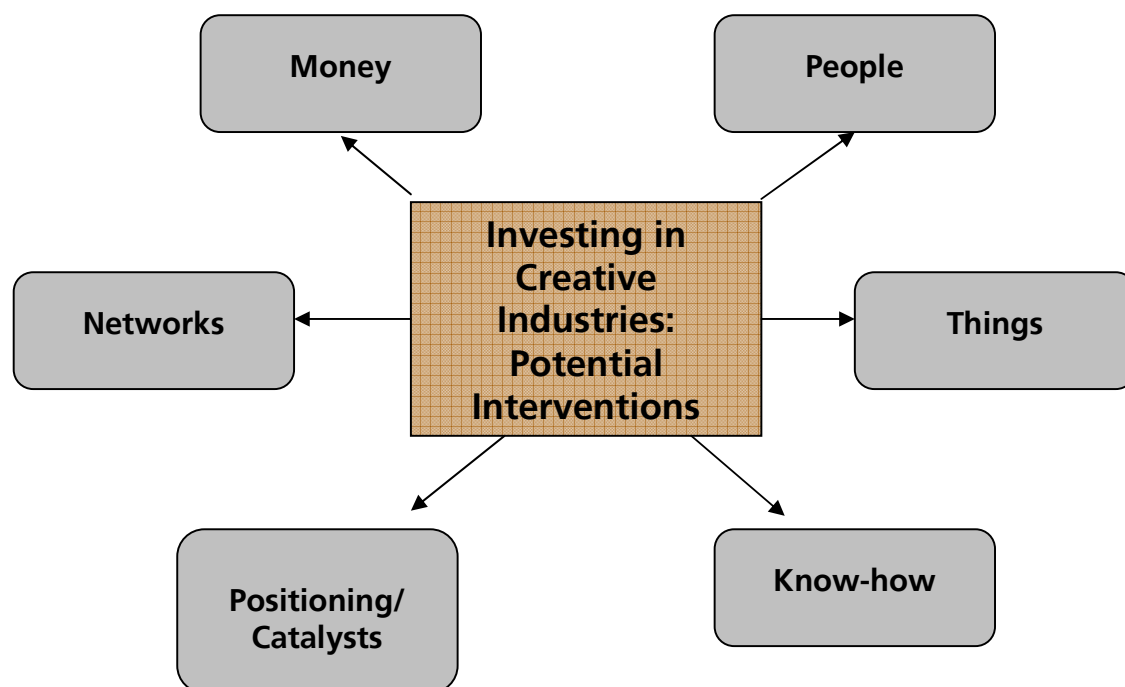 Money
People
Investing in
Creative
Industries:
Potential
Interventions
Networks
Things
Positioning/
Catalysts
Know-how